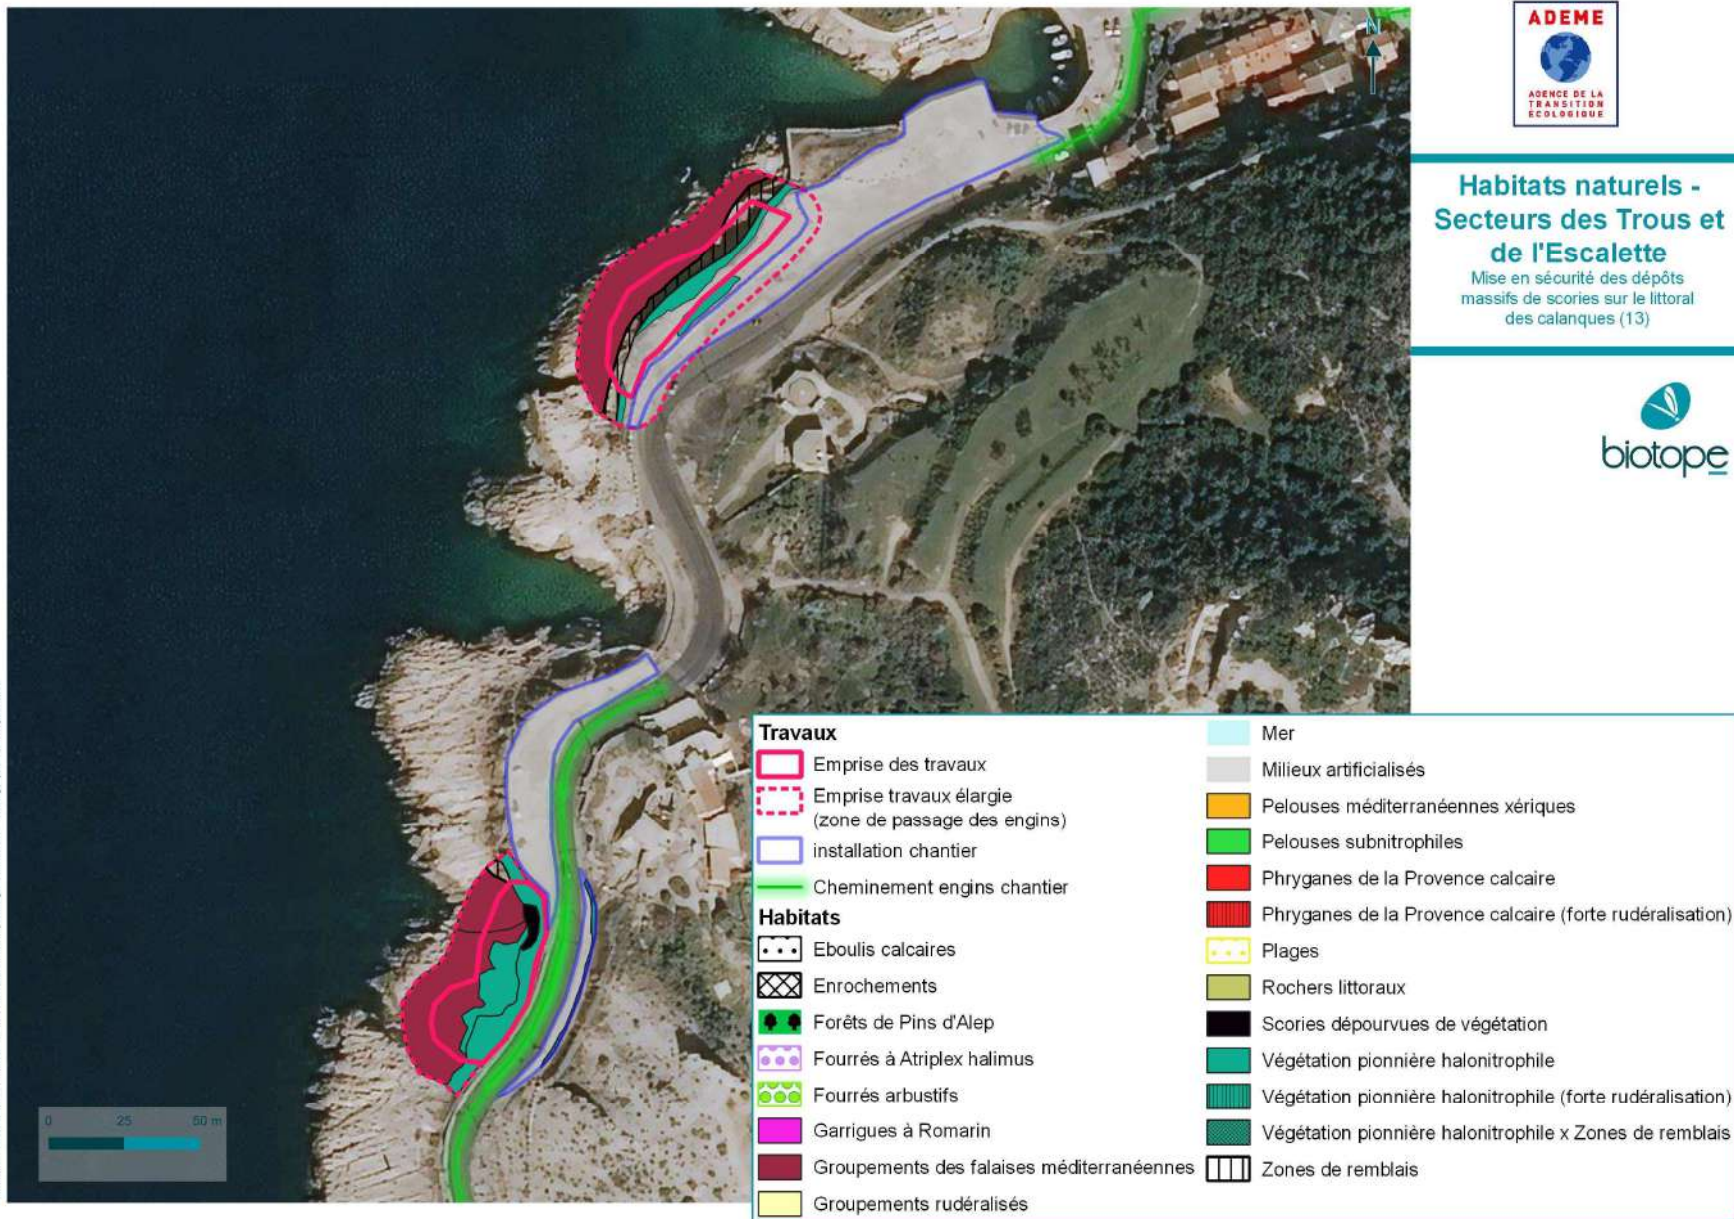 N
PSP
ADEME
AGENCE DE LA
TRANSITION
ÉCOLOGIQUE
Habitats naturels -
Secteurs des Trous et
de l'Escalette
Mise en sécurité des dépôts
massifs de scories sur le littoral
des calanques (13)
biotope
0 25 50 m
Travaux
Emprise des travaux
Emprise travaux élargie
(zone de passage des engins)
installation chantier
Cheminement engins chantier
Habitats
Eboulis calcaires
Enrochements
Forêts de Pins d'Alep
Fourrés à Atriplex halimus
Fourrés arbustifs
Garrigues à Romarin
Groupements des falaises méditerranéennes
Groupements rudéralisés
Mer
Milieux artificialisés
Pelouses méditerranéennes xériques
Pelouses subnitrophiles
Phryganes de la Provence calcaire
Phryganes de la Provence calcaire (forte rudéralisation)
Plages
Rochers littoraux
Scories dépourvues de végétation
Végétation pionnière halonitrophile
Végétation pionnière halonitrophile (forte rudéralisation)
Végétation pionnière halonitrophile x Zones de remblais
Zones de remblais